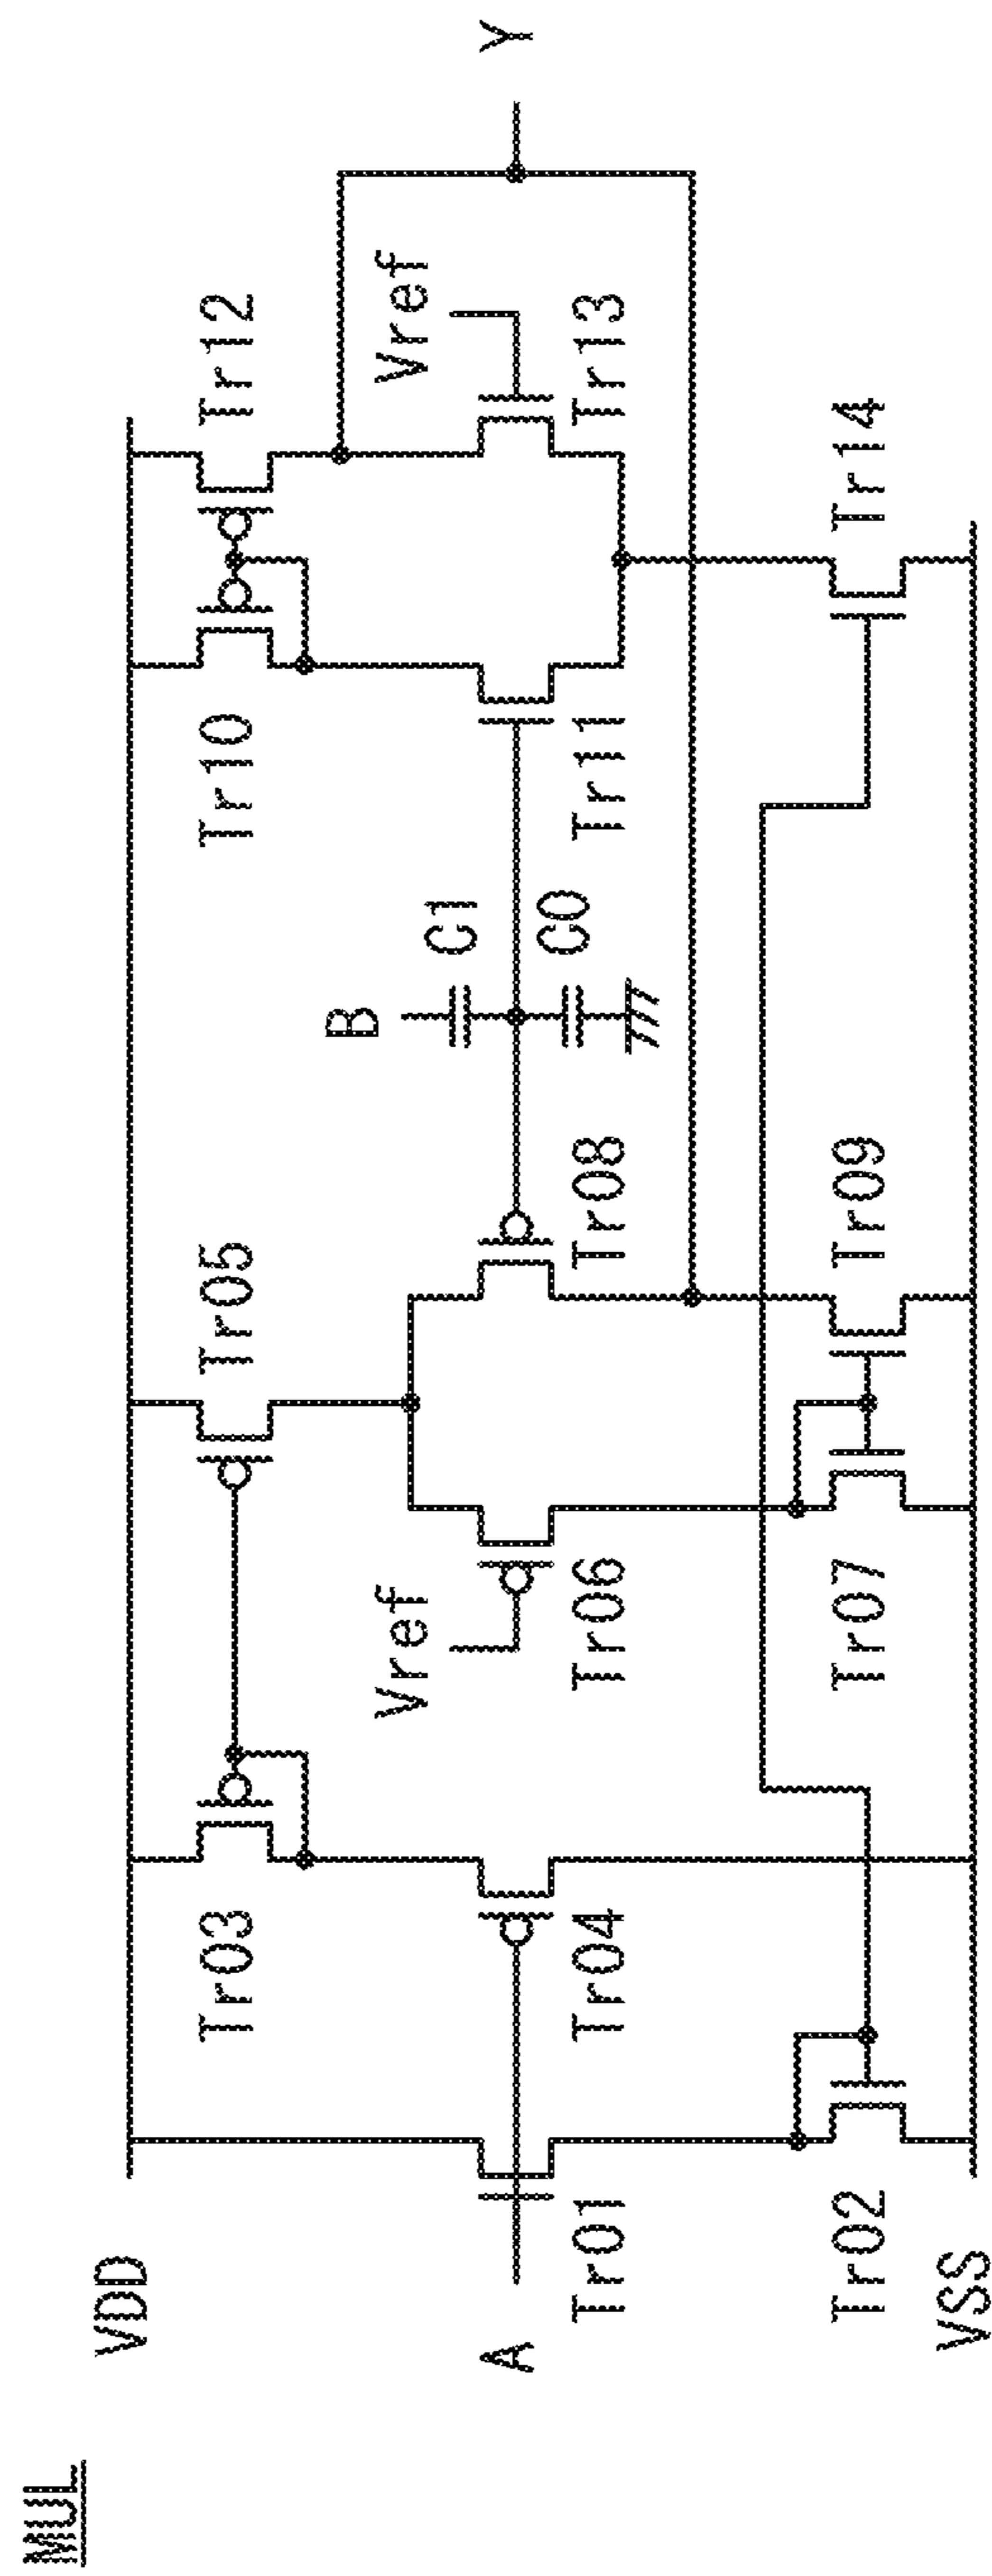 MUL
VDD
Tr03
Tr05
Tr10
Tr12
B
C1
Vref
Vref
A
Y
Tr01
Tr04
Tr06
Tr08
C0
Tr11
Tr13
Tr02
Tr07
Tr09
Tr14
VSS